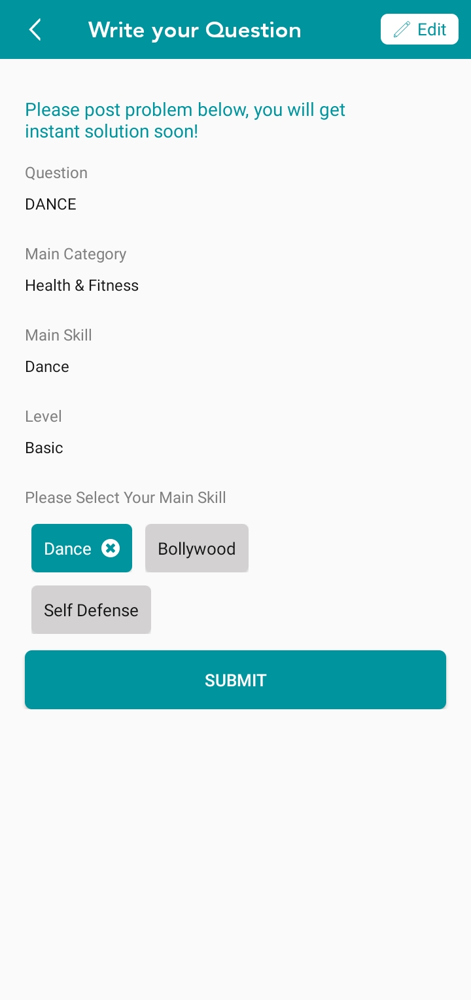 Write your Question
Edit
Please post problem below, you will get
instant solution soon!
Question
DANCE
Main Category
Health & Fitness
Main Skill
Dance
Level
Basic
Please Select Your Main Skill
Dance
Bollywood
Self Defense
SUBMIT